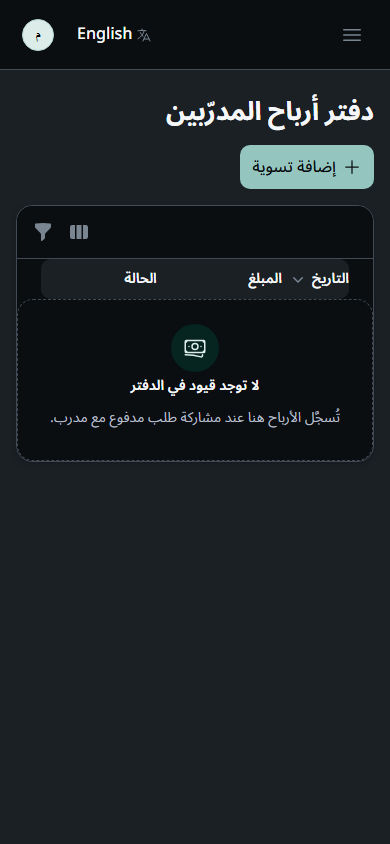 English
م
دفتر أرباح المدرّبين
إضافة تسوية
التاريخ المبلغ الحالة
لا توجد قيود في الدفتر
تُسجَّل الأرباح هنا عند مشاركة طلب مدفوع مع مدرب.